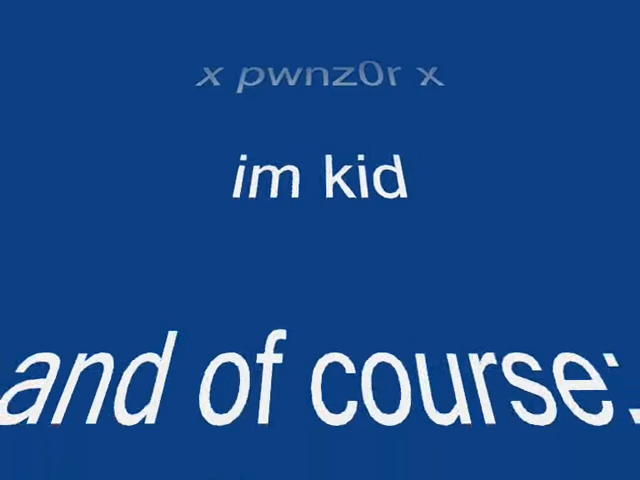 x pwnz0r x
im kid
and of course: